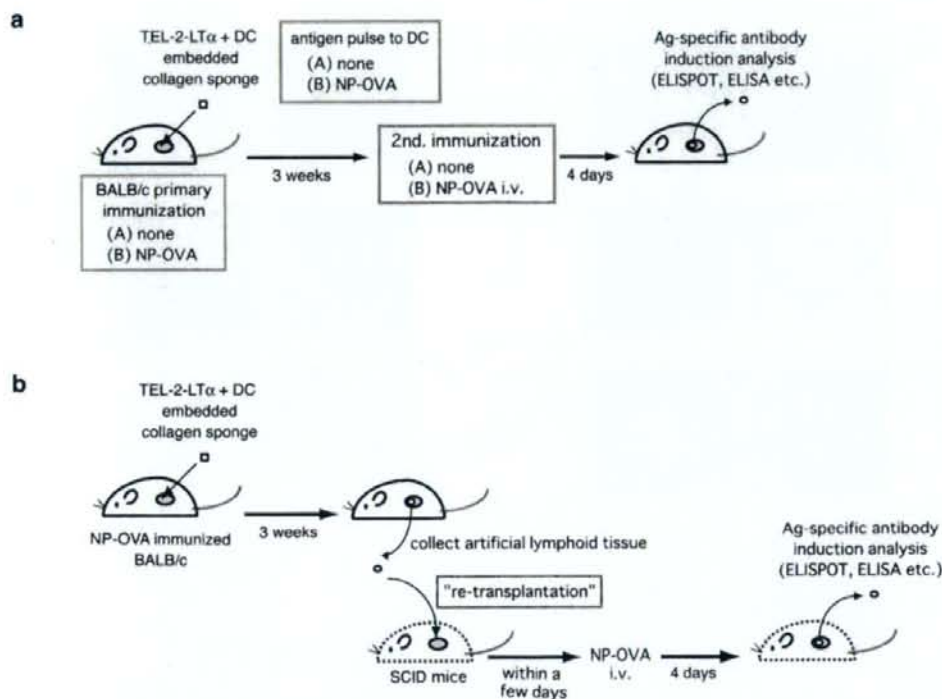 a
TEL-2-LTα + DC
embedded
collagen sponge
antigen pulse to DC
(A) none
(B) NP-OVA
BALB/c primary
immunization
(A) none
(B) NP-OVA
3 weeks
2nd. immunization
(A) none
(B) NP-OVA i.v.
4 days
Ag-specific antibody
induction analysis
(ELISPOT, ELISA etc.)
b
TEL-2-LTα + DC
embedded
collagen sponge
NP-OVA immunized
BALB/c
3 weeks
collect artificial lymphoid tissue
"re-transplantation"
SCID mice
within a
few days
NP-OVA
i.v.
4 days
Ag-specific antibody
induction analysis
(ELISPOT, ELISA etc.)